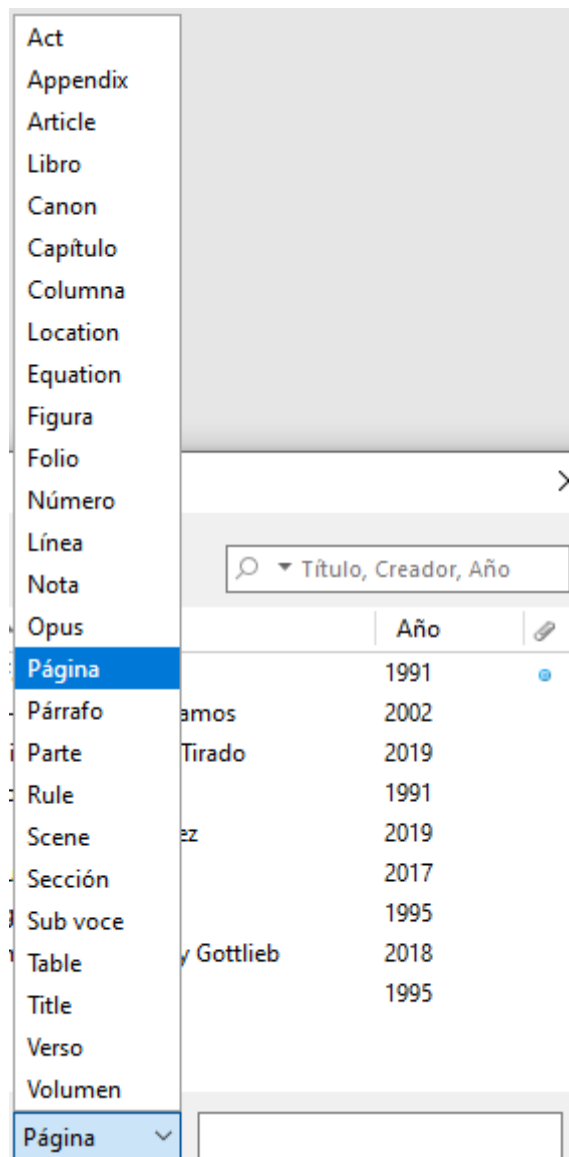 Act
Appendix
Article
Libro
Canon
Capítulo
Columna
Location
Equation
Figura
Folio
Número
Línea
Nota
Opus
Página
Párrafo
Parte
Rule
Scene
Sección
Sub voce
Table
Title
Verso
Volumen
Página
Título, Creador, Año
Año
1991
amos 2002
Tirado 2019
1991
ez 2019
2017
1995
y Gottlieb 2018
1995